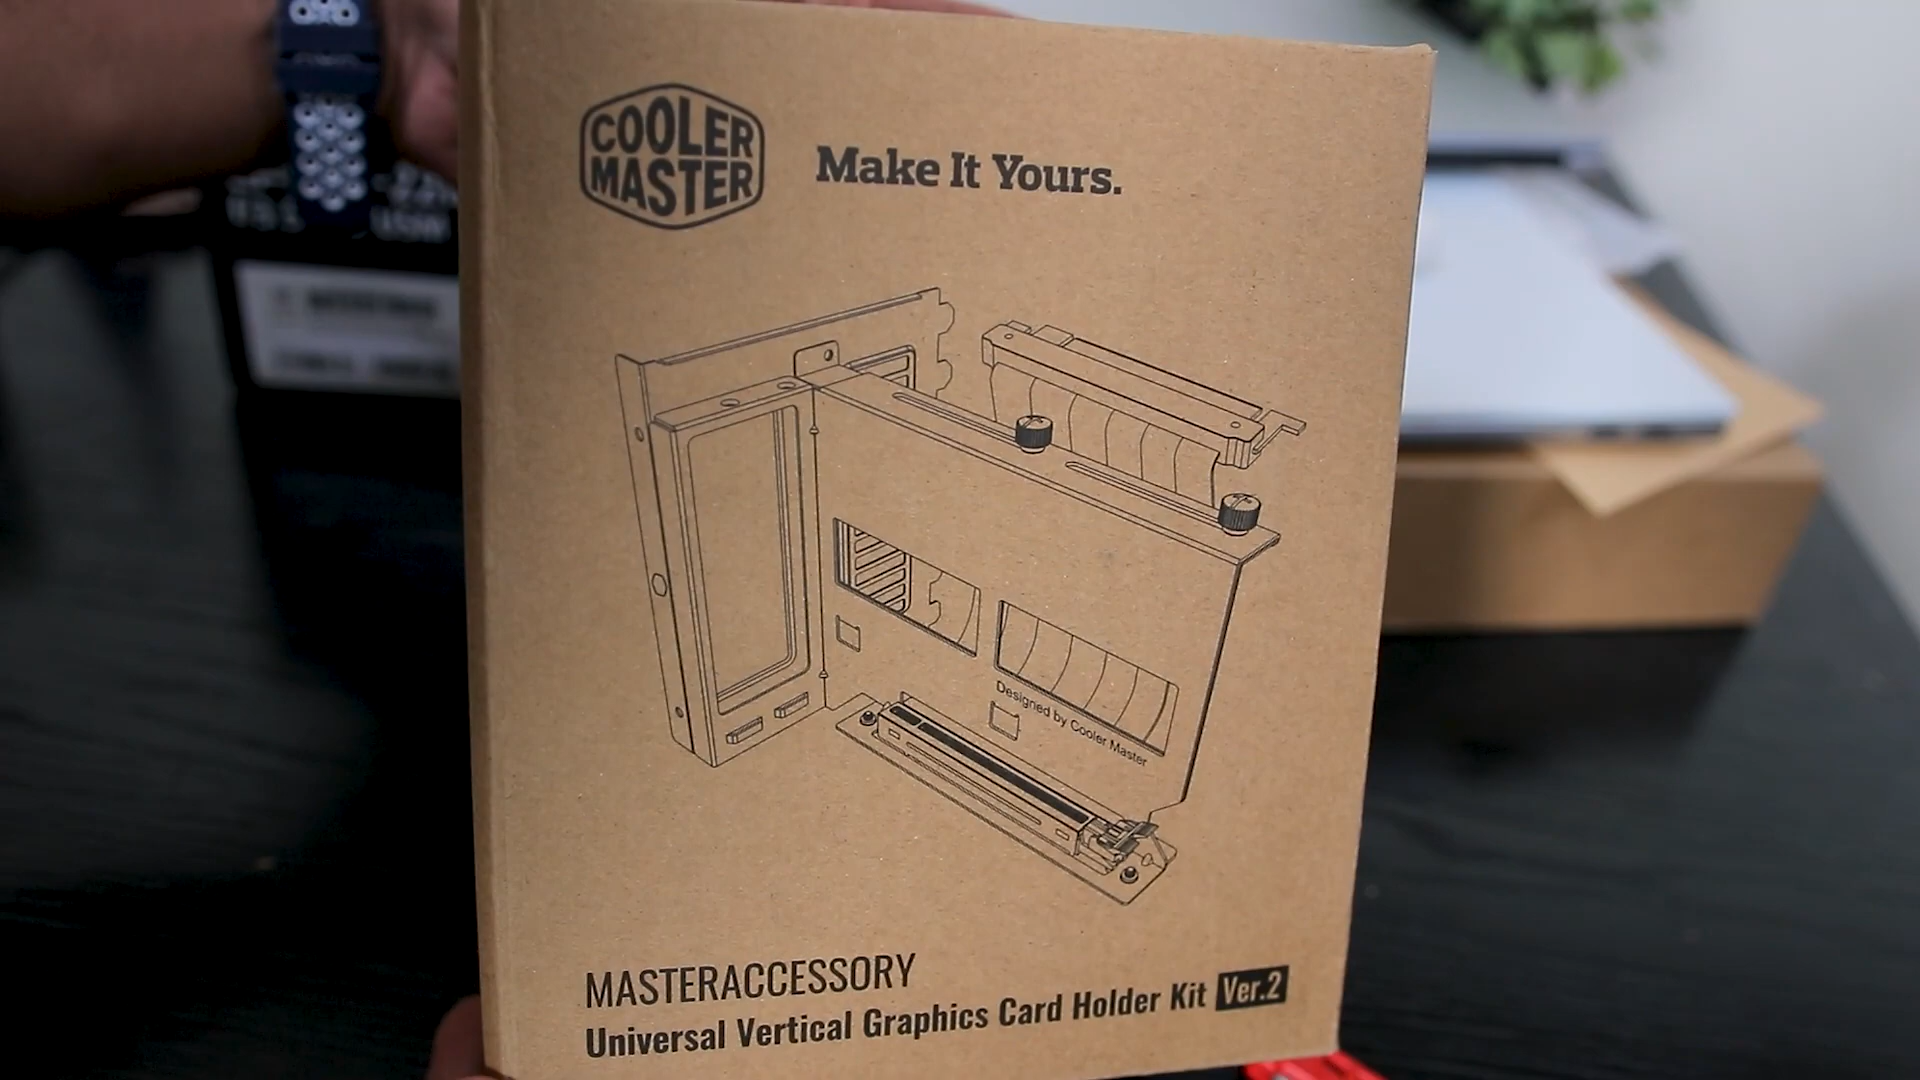 COOLER
MASTER
Make It Yours.
Designed by Cooler Master
MASTERACCESSORY
Universal Vertical Graphics Card Holder Kit Ver.2